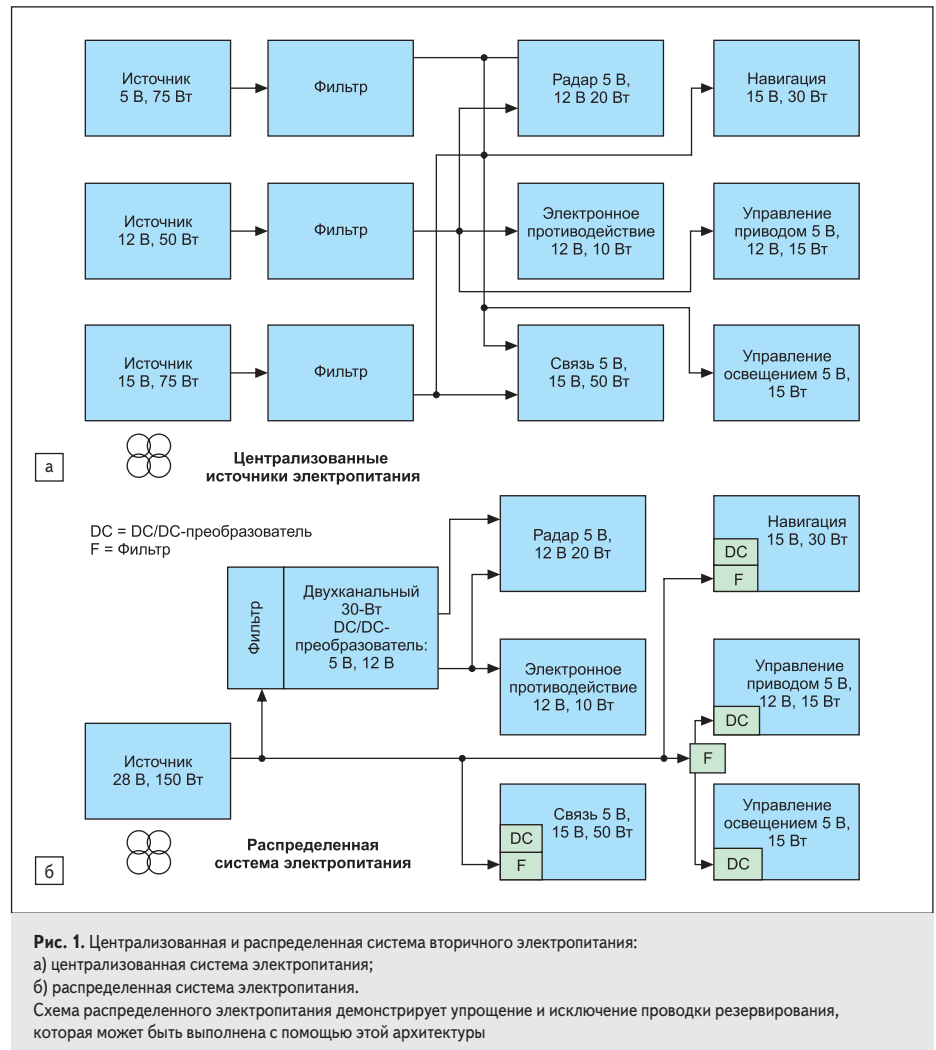 Источник
5 В, 75 Вт
Фильтр
Радар 5 В,
12 В 20 Вт
Навигация
15 В, 30 Вт
Источник
12 В, 50 Вт
Фильтр
Электронное
противодействие
12 В, 10 Вт
Управление
приводом 5 В,
12 В, 15 Вт
Источник
15 В, 75 Вт
Фильтр
Связь 5 В,
15 В, 50 Вт
Управление
освещением 5 В,
15 Вт
а
Централизованные
источники электропитания
DC = DC/DC-преобразователь
F = Фильтр
Фильтр
Двухканальный
30-Вт
DC/DC-
преобразователь:
5 В, 12 В
Радар 5 В,
12 В 20 Вт
Навигация
15 В, 30 Вт
DC
F
Электронное
противодействие
12 В, 10 Вт
Управление
приводом 5 В,
12 В, 15 Вт
DC
F
Источник
28 В, 150 Вт
Связь 5 В,
15 В, 50 Вт
DC
F
Управление
освещением 5 В,
15 Вт
DC
б
Распределенная
система электропитания
Рис. 1. Централизованная и распределенная система вторичного электропитания:
а) централизованная система электропитания;
б) распределенная система электропитания.
Схема распределенного электропитания демонстрирует упрощение и исключение проводки резервирования,
которая может быть выполнена с помощью этой архитектуры